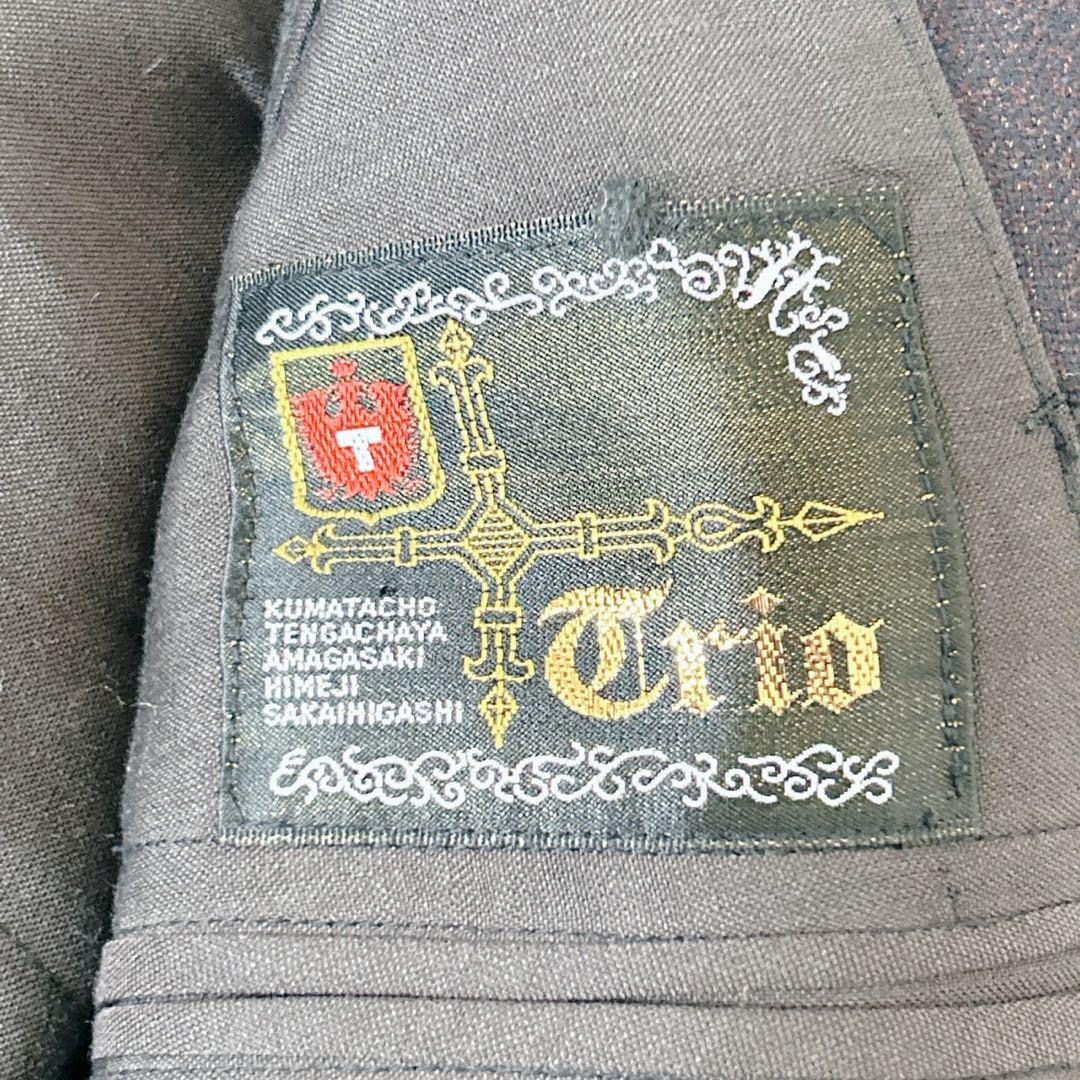 T
KUMATACHO
TENGACHAYA
AMAGASAKI
HIMEJI
SAKAIHIGASHI
Trio